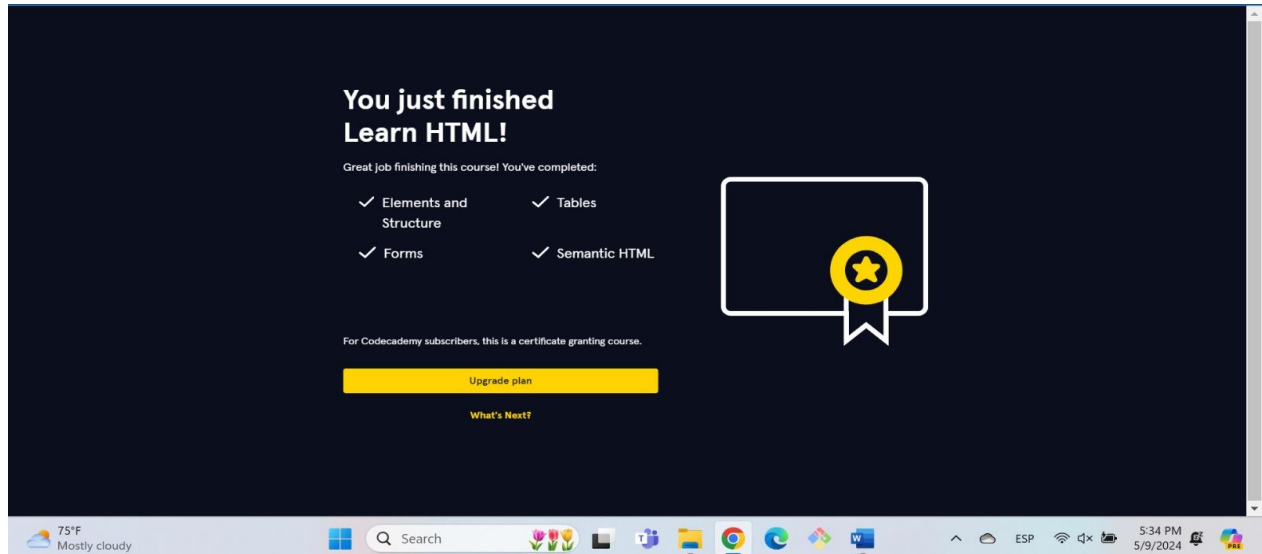 You just finished
Learn HTML!
Great job finishing this course! You've completed:
Elements and
Structure
Tables
Forms
Semantic HTML
For Codecademy subscribers, this is a certificate granting course.
Upgrade plan
What's Next?
75°F
Mostly cloudy
Search
ESP
5:34 PM
5/9/2024
PRE